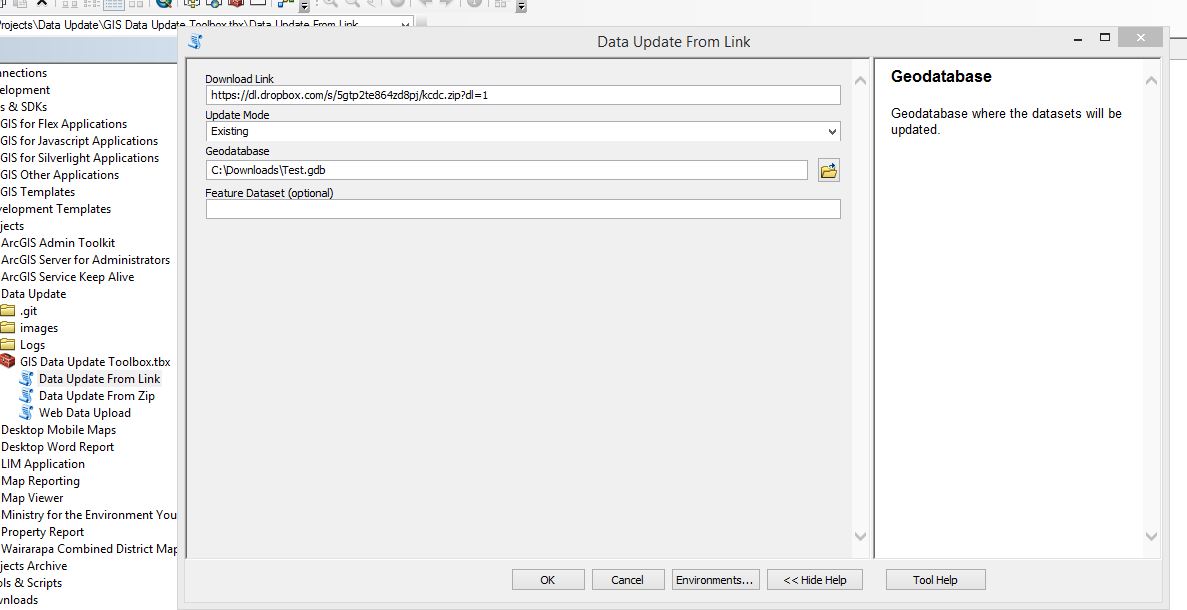 rojects\Data Update\GIS Data Update Toolbox.tbx\Data Update From Link
Data Update From Link
nnections
elopment
s & SDKs
GIS for Flex Applications
GIS for Javascript Applications
GIS for Silverlight Applications
GIS Other Applications
GIS Templates
velopment Templates
jects
ArcGIS Admin Toolkit
ArcGIS Server for Administrators
ArcGIS Service Keep Alive
Data Update
.git
images
Logs
GIS Data Update Toolbox.tbx
Data Update From Link
Data Update From Zip
Web Data Upload
Desktop Mobile Maps
Desktop Word Report
LIM Application
Map Reporting
Map Viewer
Ministry for the Environment You
Property Report
Wairarapa Combined District Map
jects Archive
ols & Scripts
wnloads
Download Link
https://dl.dropbox.com/s/5gtp2te864zd8pj/kcdc.zip?dl=1
Update Mode
Existing
Geodatabase
C:\Downloads\Test.gdb
Feature Dataset (optional)
Geodatabase
Geodatabase where the datasets will be
updated.
OK
Cancel
Environments...
<< Hide Help
Tool Help